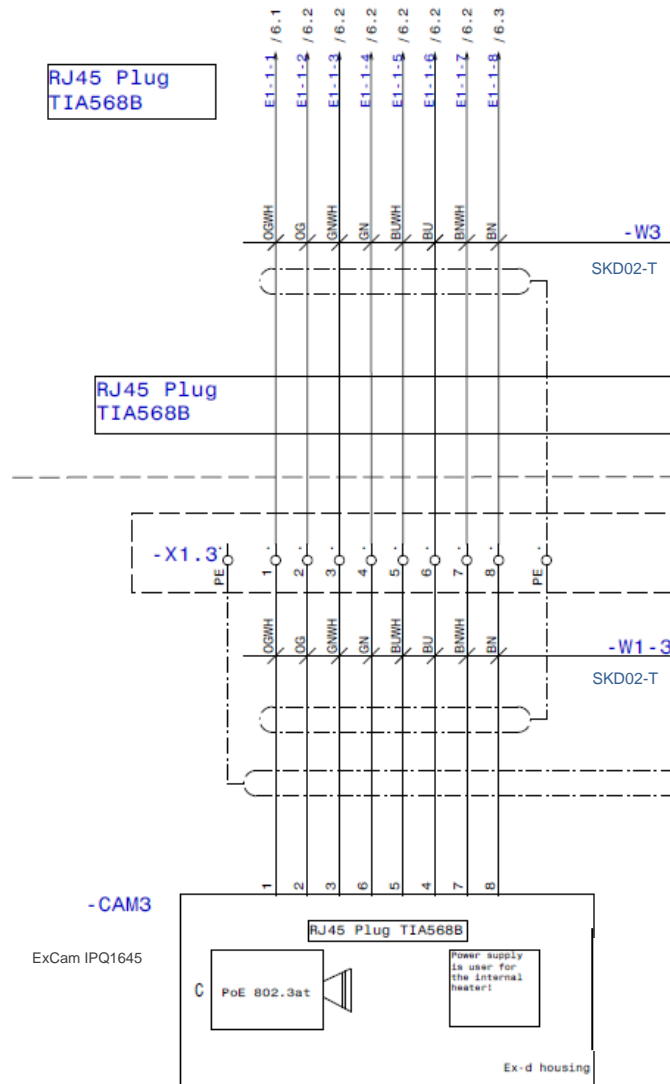 /6.1
/6.2
/6.2
/6.2
/6.2
/6.2
/6.2
/6.3
RJ45 Plug
TIA568B
E1-1-1
E1-1-2
E1-1-3
E1-1-4
E1-1-5
E1-1-6
E1-1-7
E1-1-8
OGWH
OG
GNWH
GN
BUWH
BU
BNWH
BN
-W3
SKD02-T
RJ45 Plug
TIA568B
-X1.3
PE
1
2
3
4
5
6
7
8
PE
OGWH
OG
GNWH
GN
BUWH
BU
BNWH
BN
-W1-3
SKD02-T
1
2
3
6
5
4
7
8
-CAM3
RJ45 Plug TIA568B
ExCam IPQ1645
C
PoE 802.3at
Power supply
is user for
the internal
heater!
Ex-d housing